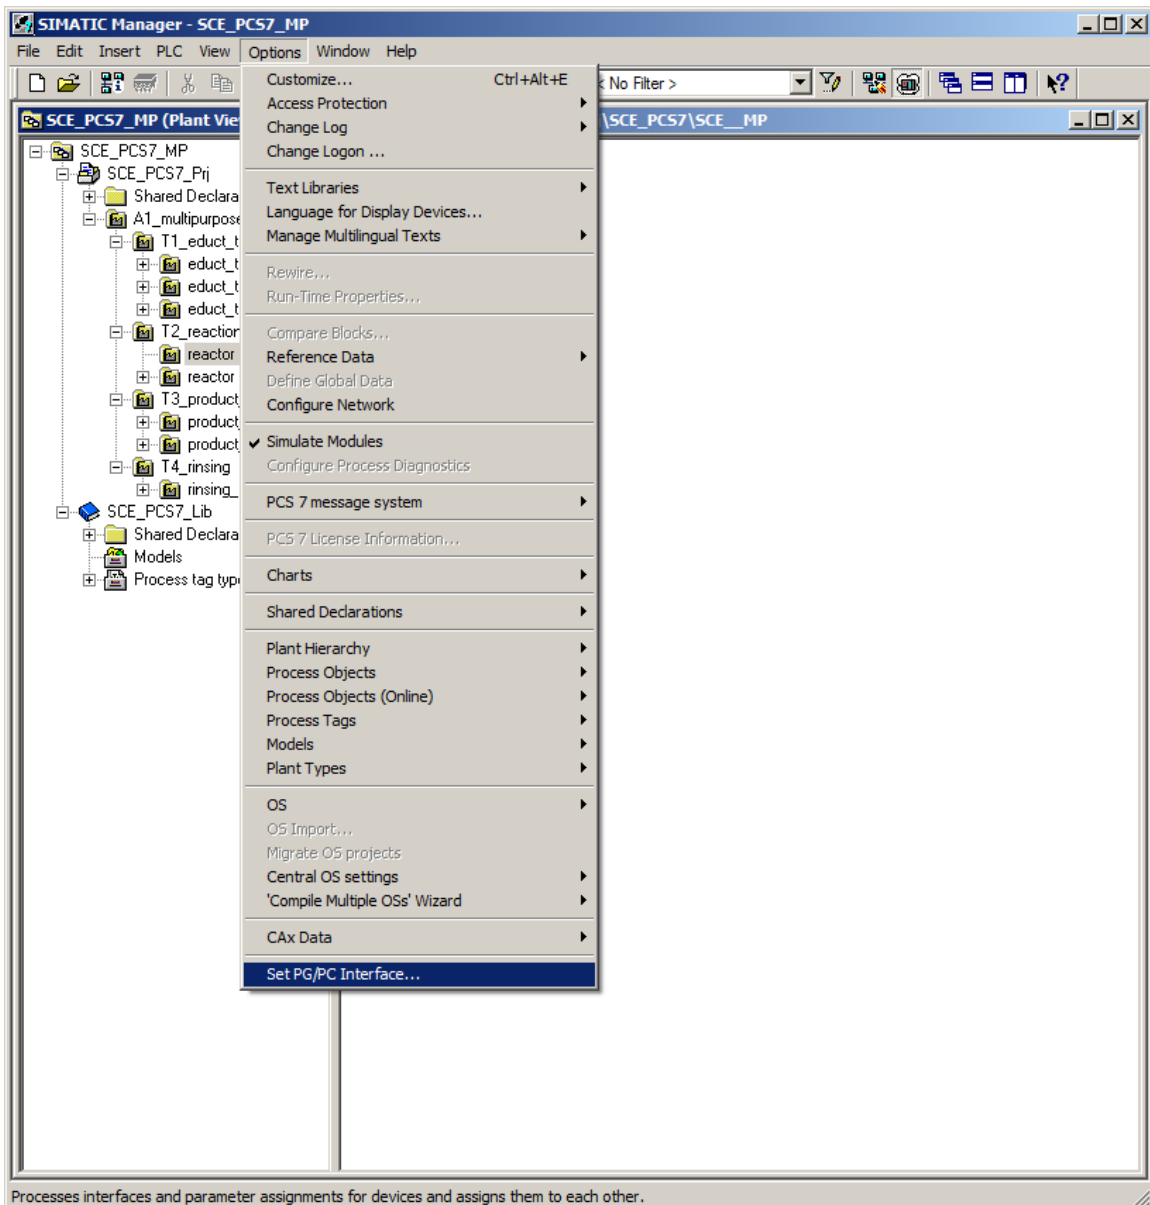 SIMATIC Manager - SCE_PCS7_MP
File Edit Insert PLC View Options Window Help
< No Filter >
SCE_PCS7_MP (Plant Vie
\SCE_PCS7\SCE__MP
SCE_PCS7_MP
SCE_PCS7_Prj
Shared Declara
A1_multipurpose
T1_educt_t
educt_t
educt_t
educt_t
T2_reaction
reactor
reactor
T3_product_
product_
product_
T4_rinsing
rinsing_
SCE_PCS7_Lib
Shared Declara
Models
Process tag typ
Customize... Ctrl+Alt+E
Access Protection
Change Log
Change Logon ...
Text Libraries
Language for Display Devices...
Manage Multilingual Texts
Rewire...
Run-Time Properties...
Compare Blocks...
Reference Data
Define Global Data
Configure Network
Simulate Modules
Configure Process Diagnostics
PCS 7 message system
PCS 7 License Information...
Charts
Shared Declarations
Plant Hierarchy
Process Objects
Process Objects (Online)
Process Tags
Models
Plant Types
OS
OS Import...
Migrate OS projects
Central OS settings
'Compile Multiple OSs' Wizard
CAx Data
Set PG/PC Interface...
Processes interfaces and parameter assignments for devices and assigns them to each other.